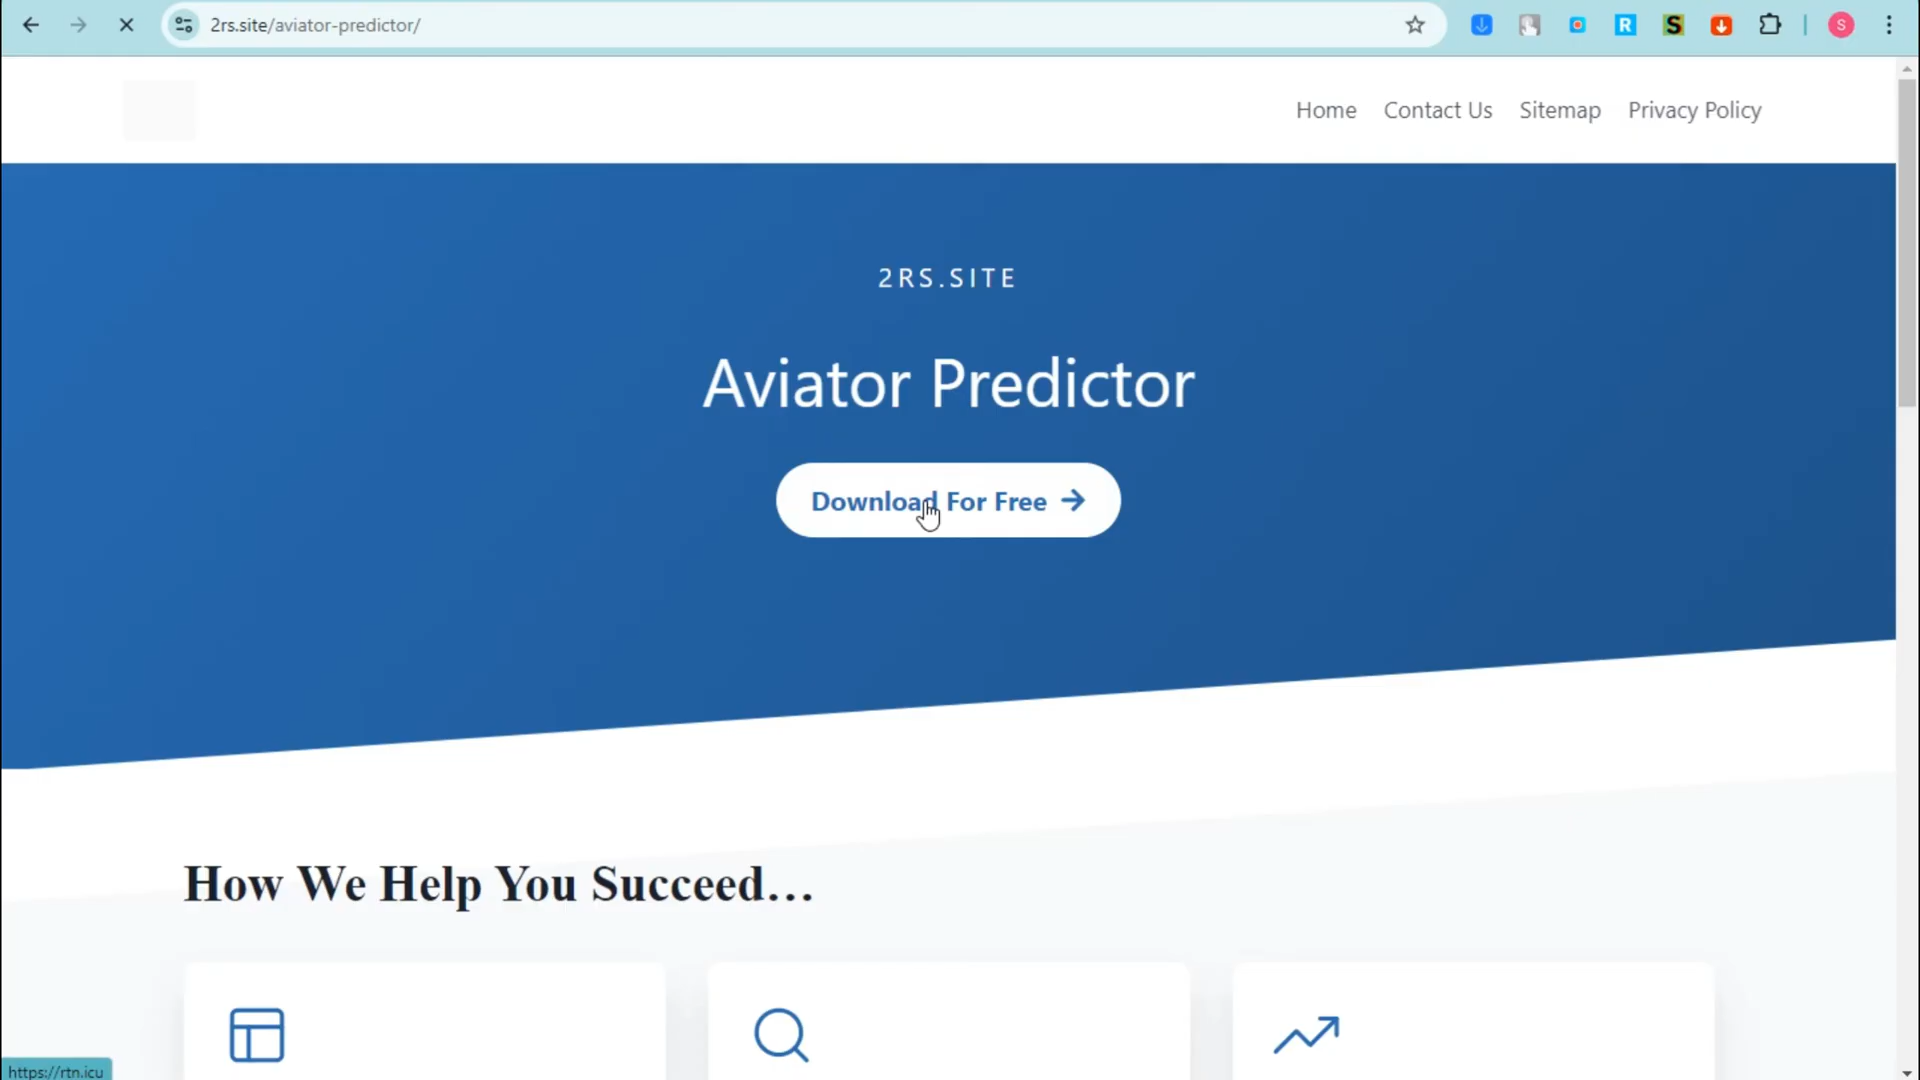 2rs.site/aviator-predictor/
R
S
S
Home
Contact Us
Sitemap
Privacy Policy
2RS.SITE
Aviator Predictor
Download For Free
How We Help You Succeed...
https://rtn.icu